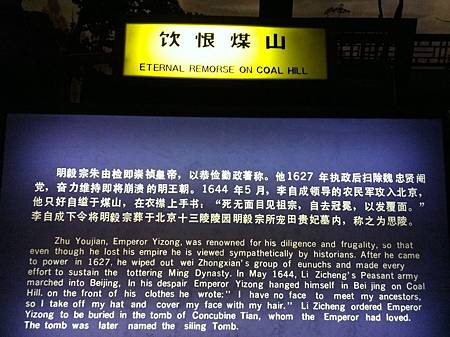 饮恨煤山
ETERNAL REMORSE ON COAL HILL
明毅宗朱由检即崇祯皇帝，以恭俭勤政著称。他1627年执政后扫除魏忠贤阉
党，奋力维持即将崩溃的明王朝。1644年5月，李自成领导的农民军攻入北京，
他只好自缢于煤山，在衣襟上手书：“死无面目见祖宗，自去冠冕，以发覆面。”
李自成下令将明毅宗葬于北京十三陵陵园明毅宗所宠田贵妃墓内，称之为思陵。
Zhu Youjian, Emperor Yizong, was renowned for his diligence and frugality, so that
even though he lost his empire he is viewed sympathetically by historians. After he came
to power in 1627, he wiped out wei Zhongxian's group of eunuchs and made every
effort to sustain the tottering Ming Dynasty. In May 1644, Li Zicheng's Peasant army
marched into Beijing, In his despair Emperor Yizong hanged himself in Bei jing on Coal
Hill. on the front of his clothes he wrote:" I have no face to meet my ancestors,
so I take off my hat and cover my face with my hair." Li Zicheng ordered Emperor
Yizong to be buried in the tomb of Concubine Tian, whom the Emperor had loved.
The tomb was later named the siling Tomb.